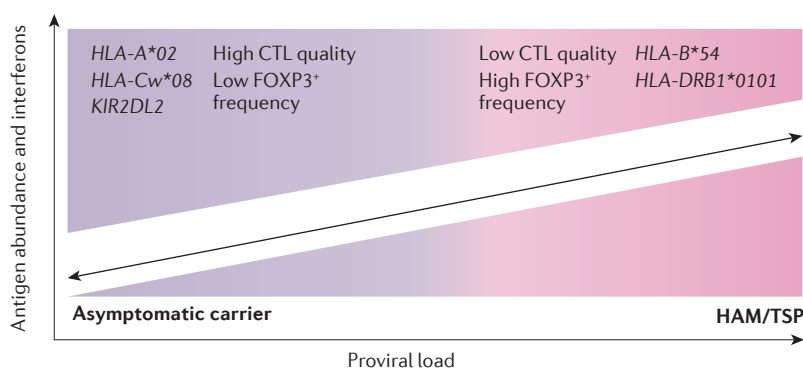 Antigen abundance and interferons
HLA-A*02
HLA-Cw*08
KIR2DL2
High CTL quality
Low FOXP3⁺
frequency
Low CTL quality
High FOXP3⁺
frequency
HLA-B*54
HLA-DRB1*0101
Asymptomatic carrier
HAM/TSP
Proviral load